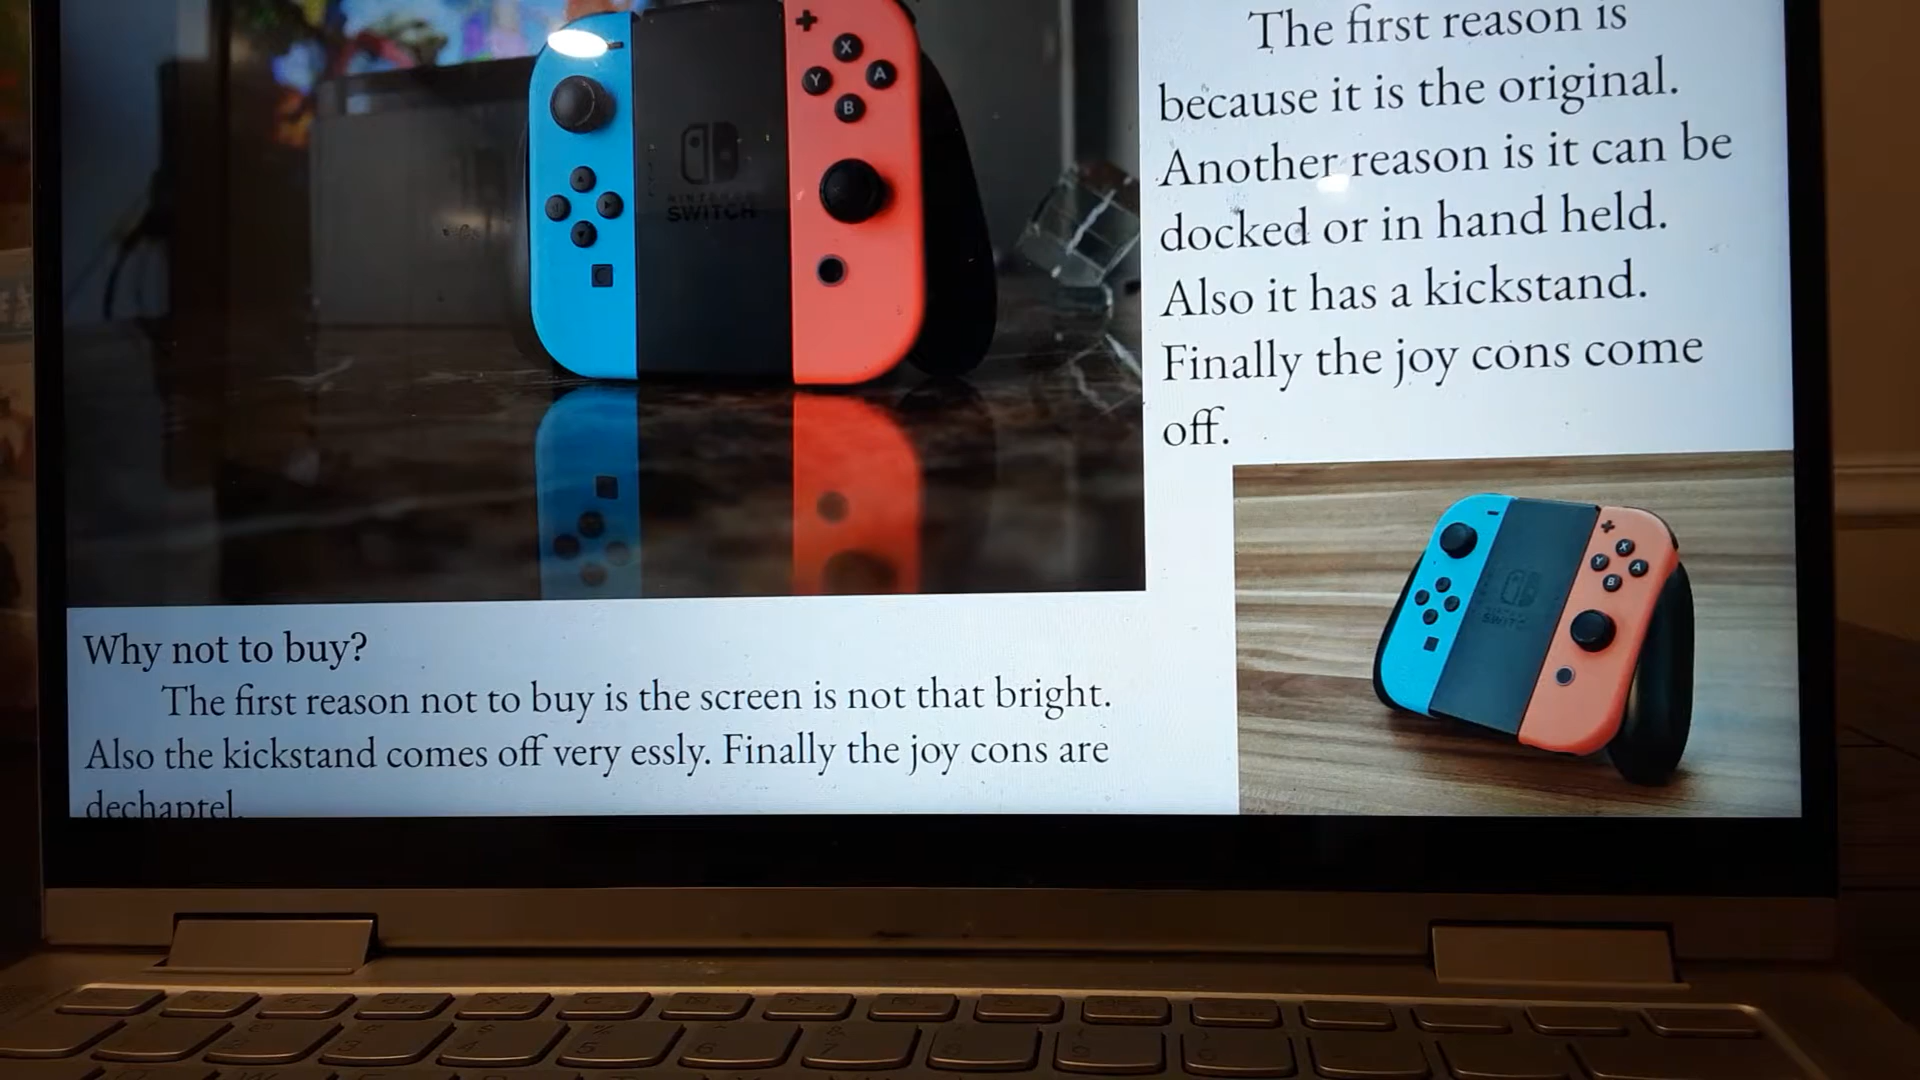 The first reason is
because it is the original.
Another reason is it can be
docked or in hand held.
Also it has a kickstand.
Finally the joy cons come
off.
X
Y A
B
NINTENDO
SWITCH
X
Y A
B
SWITCH
Why not to buy?
The first reason not to buy is the screen is not that bright.
Also the kickstand comes off very essly. Finally the joy cons are
dechaptel.